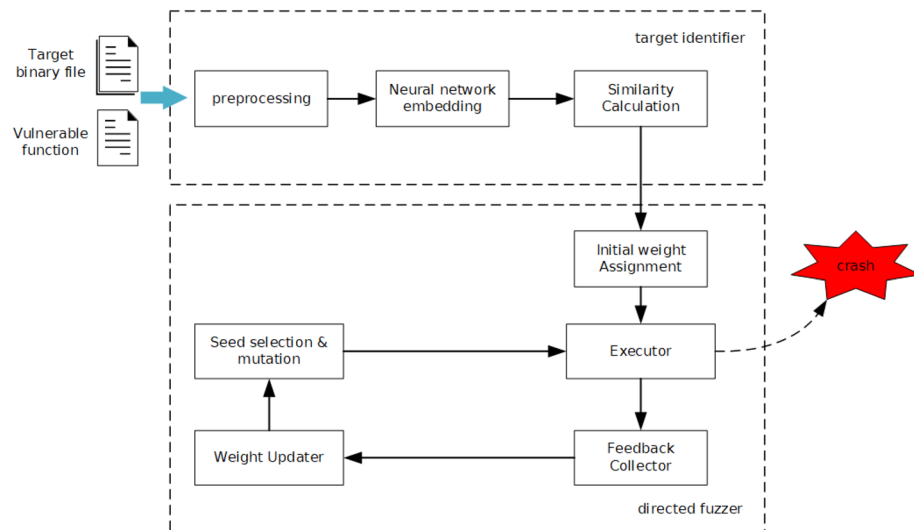 Target
binary file
Vulnerable
function
target identifier
preprocessing
Neural network
embedding
Similarity
Calculation
Initial weight
Assignment
crash
Seed selection &
mutation
Executor
Weight Updater
Feedback
Collector
directed fuzzer